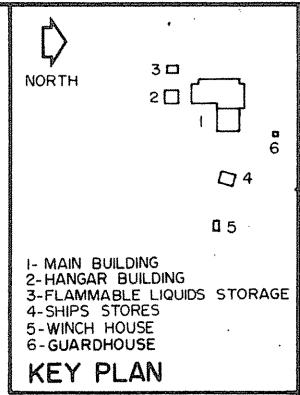 NORTH
3
2
1
6
4
5
1- MAIN BUILDING
2-HANGAR BUILDING
3-FLAMMABLE LIQUIDS STORAGE
4-SHIPS STORES
5-WINCH HOUSE
6-GUARDHOUSE
KEY PLAN